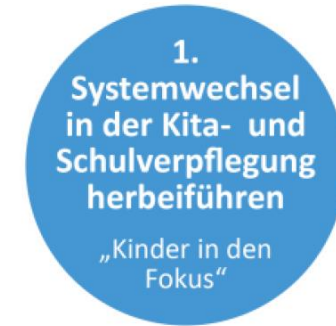 1.
Systemwechsel
in der Kita- und
Schulverpflegung
herbeiführen
„Kinder in den
Fokus“